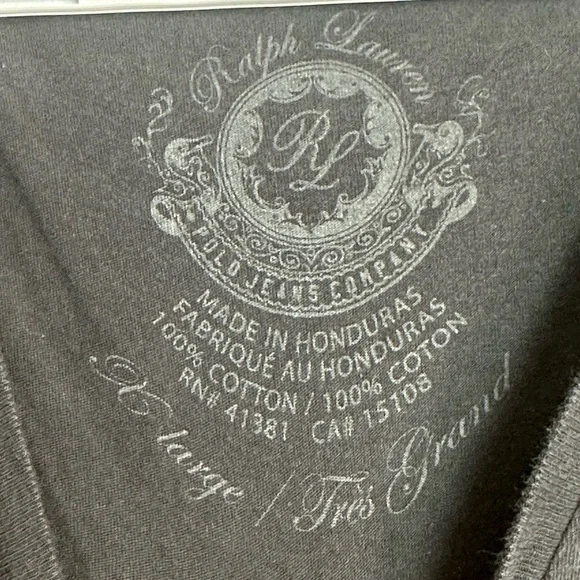 Ralph Lauren
RL
POLO JEANS COMPANY
MADE IN HONDURAS
FABRIQUÉ AU HONDURAS
100% COTTON / 100% COTON
RN# 41381 CA# 15108
X-large / Très Grand